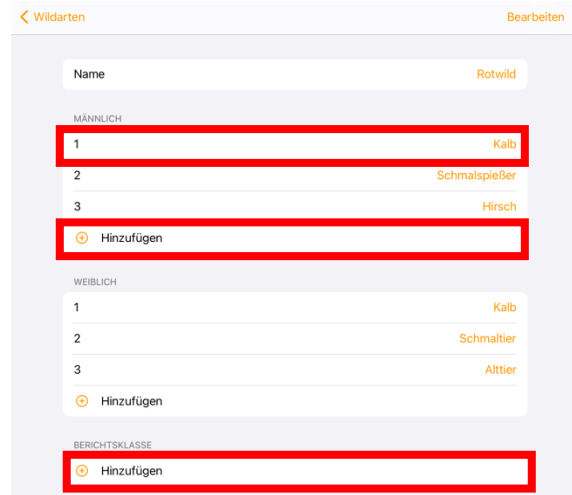 Wildarten Bearbeiten
Name Rotwild
MÄNNLICH
1 Kalb
2 Schmalspießer
3 Hirsch
Hinzufügen
WEIBLICH
1 Kalb
2 Schmaltier
3 Alttier
Hinzufügen
BERICHTSKLASSE
Hinzufügen